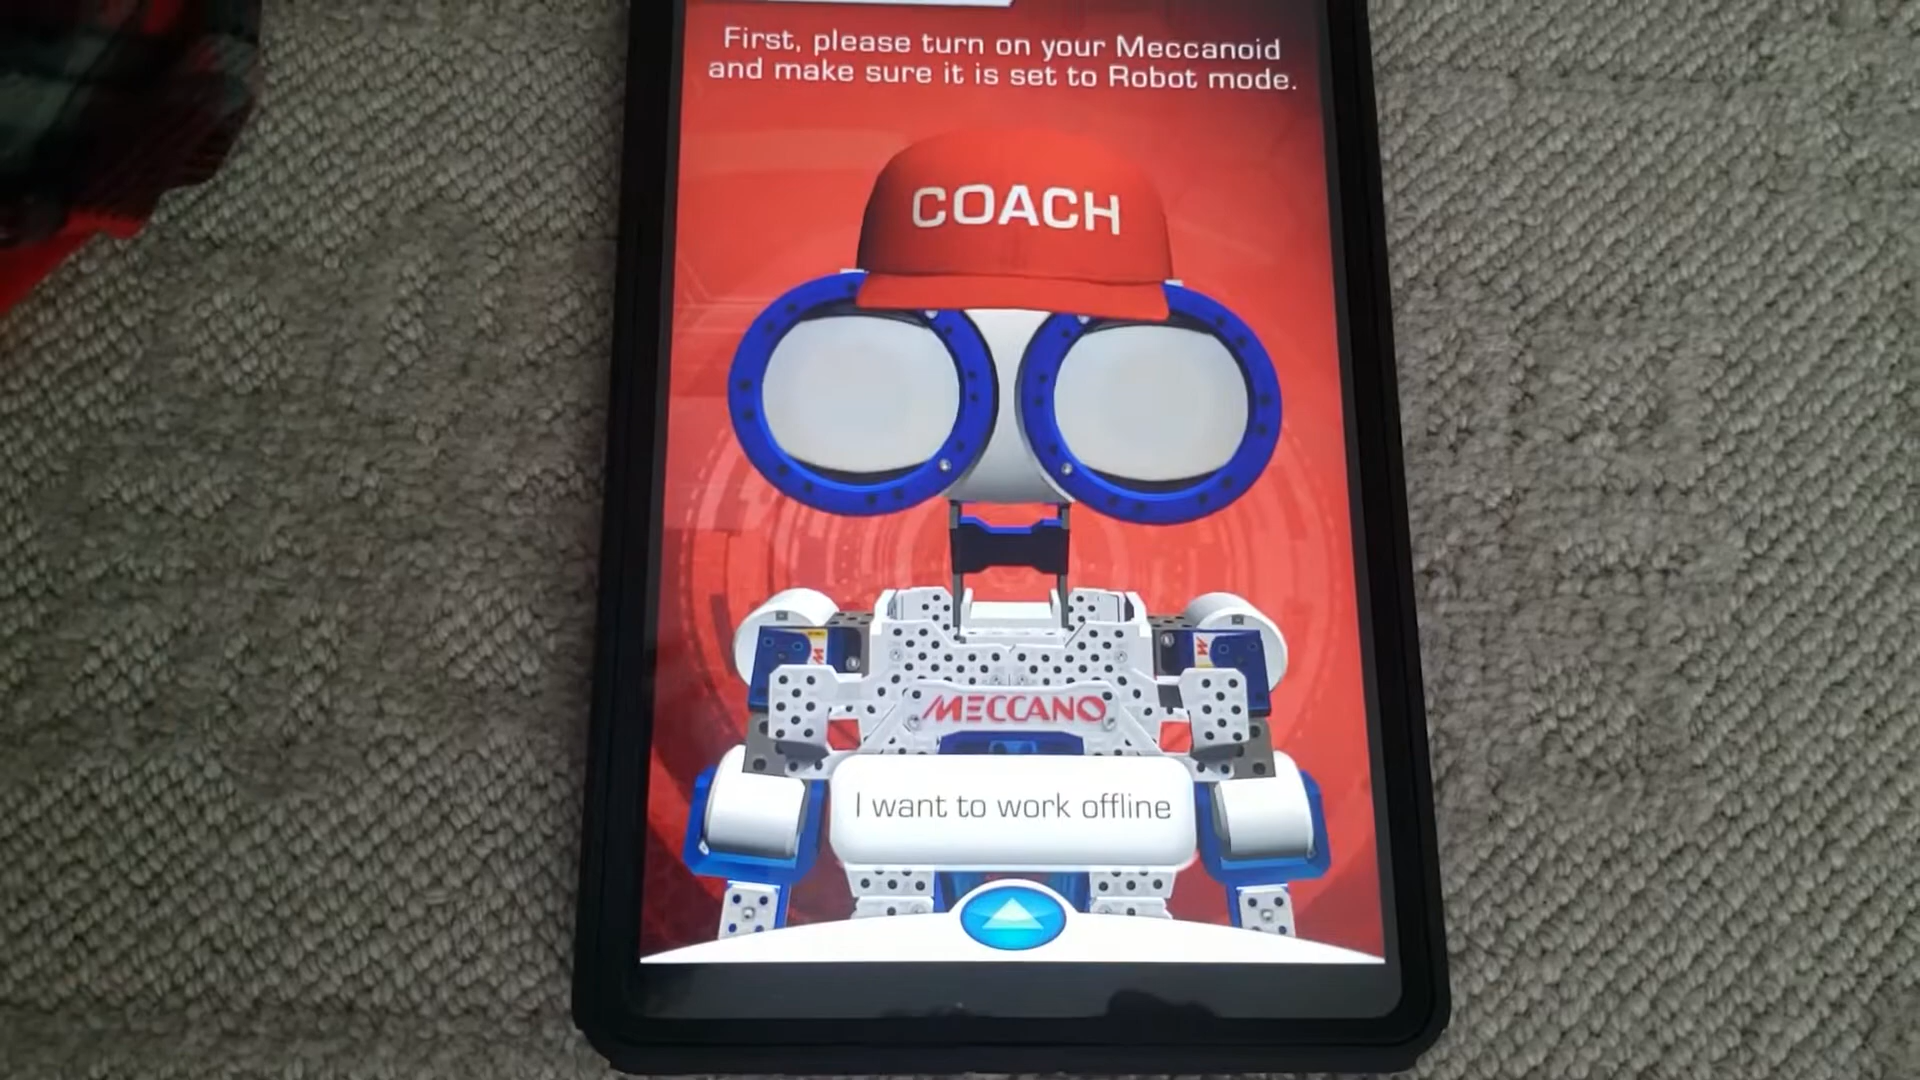 First, please turn on your Meccanoid
and make sure it is set to Robot mode.
COACH
MECCANO
I want to work offline